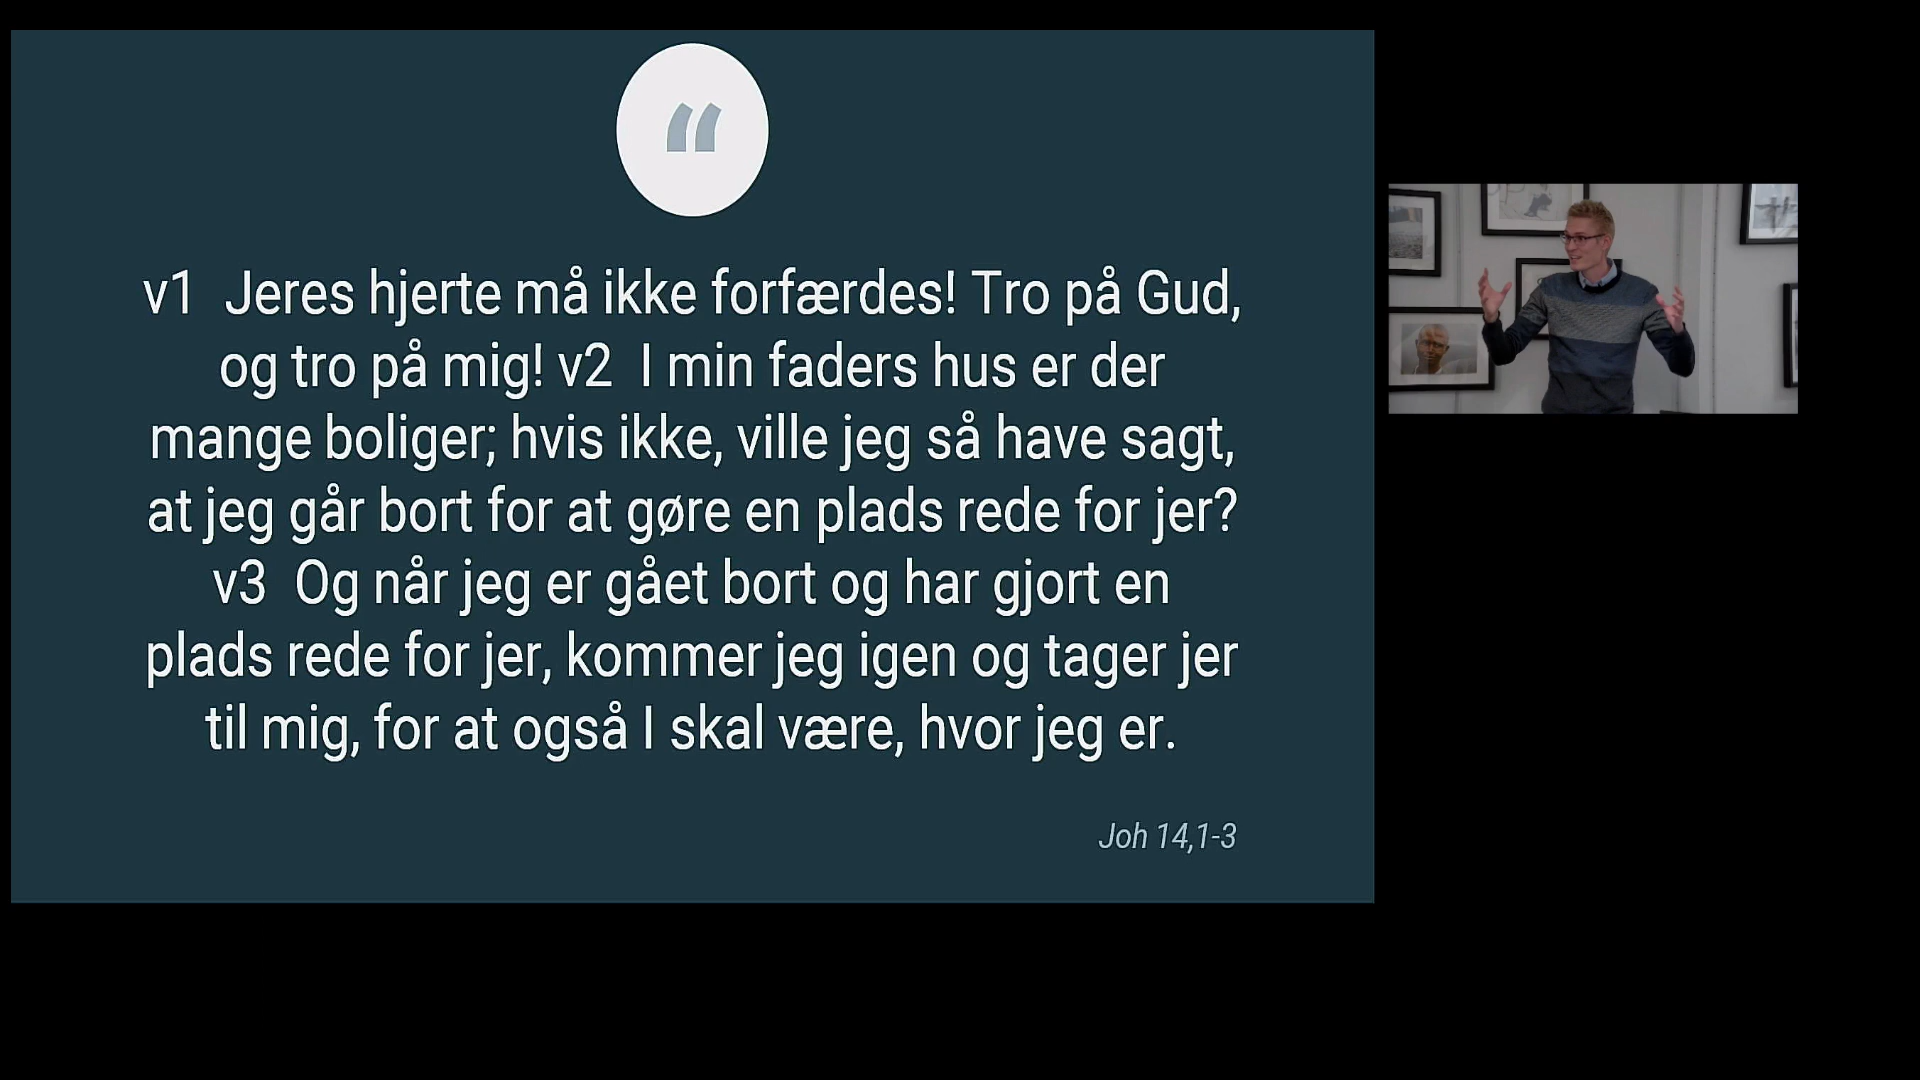 “
v1 Jeres hjerte må ikke forfærdes! Tro på Gud,
og tro på mig! v2 I min faders hus er der
mange boliger; hvis ikke, ville jeg så have sagt,
at jeg går bort for at gøre en plads rede for jer?
v3 Og når jeg er gået bort og har gjort en
plads rede for jer, kommer jeg igen og tager jer
til mig, for at også I skal være, hvor jeg er.
Joh 14,1-3